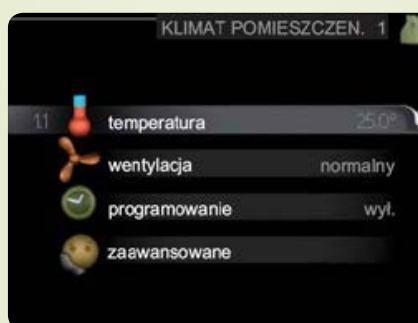 KLIMAT POMIESZCZEN. 1
1.1 temperatura 25.0°
wentylacja normalny
programowanie wył.
zaawansowane